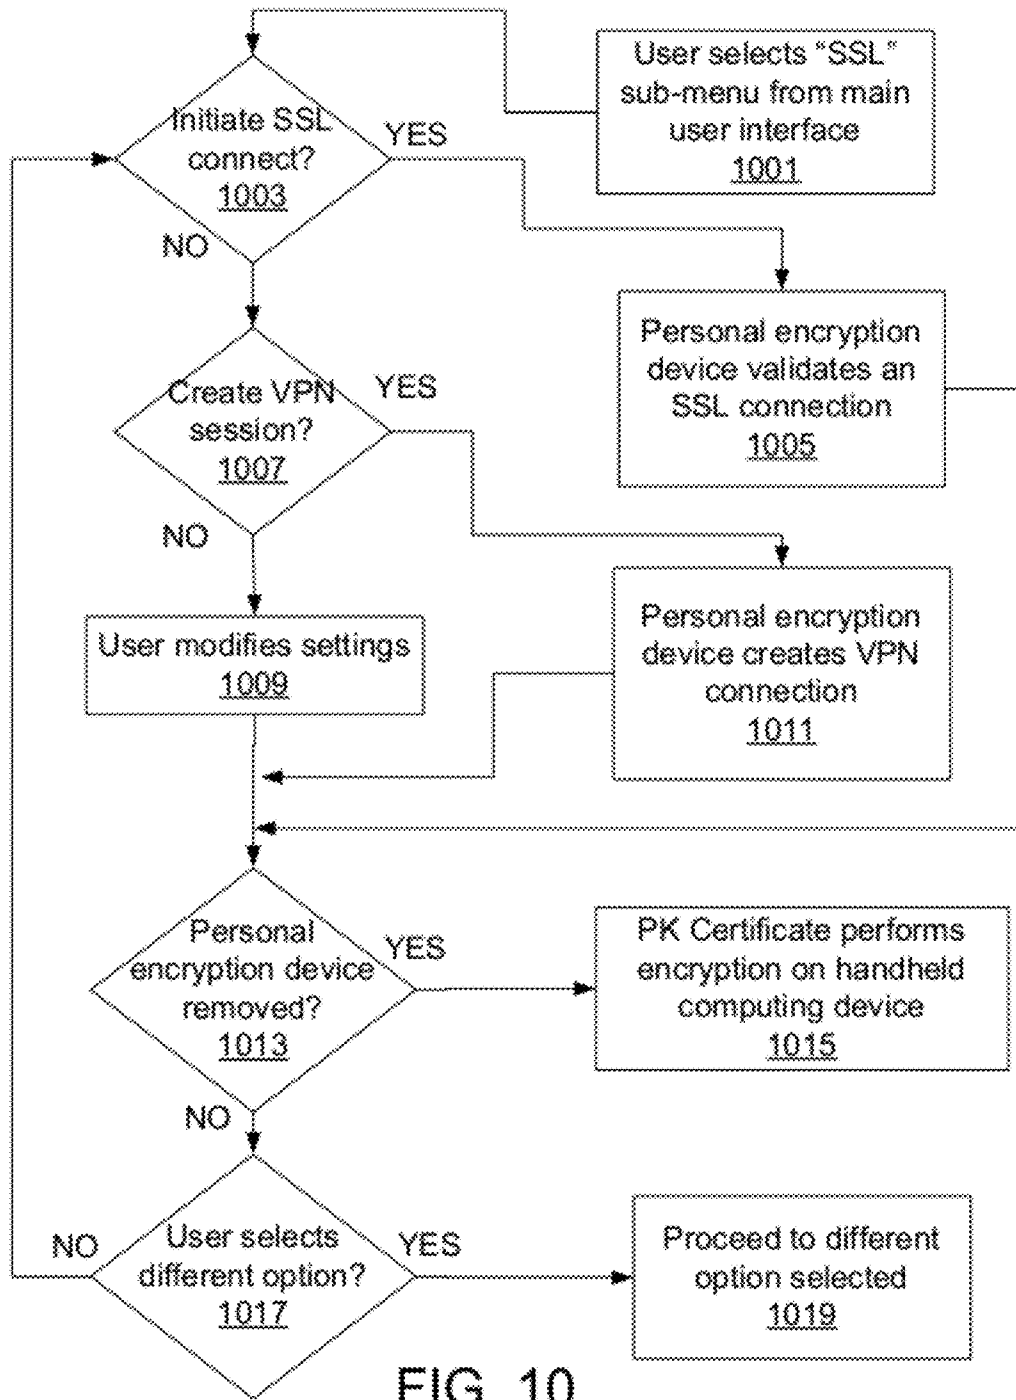 User selects “SSL”
sub-menu from main
user interface
1001
Initiate SSL
connect?
1003
YES
NO
Personal encryption
device validates an
SSL connection
1005
Create VPN
session?
1007
YES
NO
User modifies settings
1009
Personal encryption
device creates VPN
connection
1011
Personal
encryption device
removed?
1013
YES
NO
PK Certificate performs
encryption on handheld
computing device
1015
User selects
different option?
1017
NO
YES
Proceed to different
option selected
1019
FIG. 10